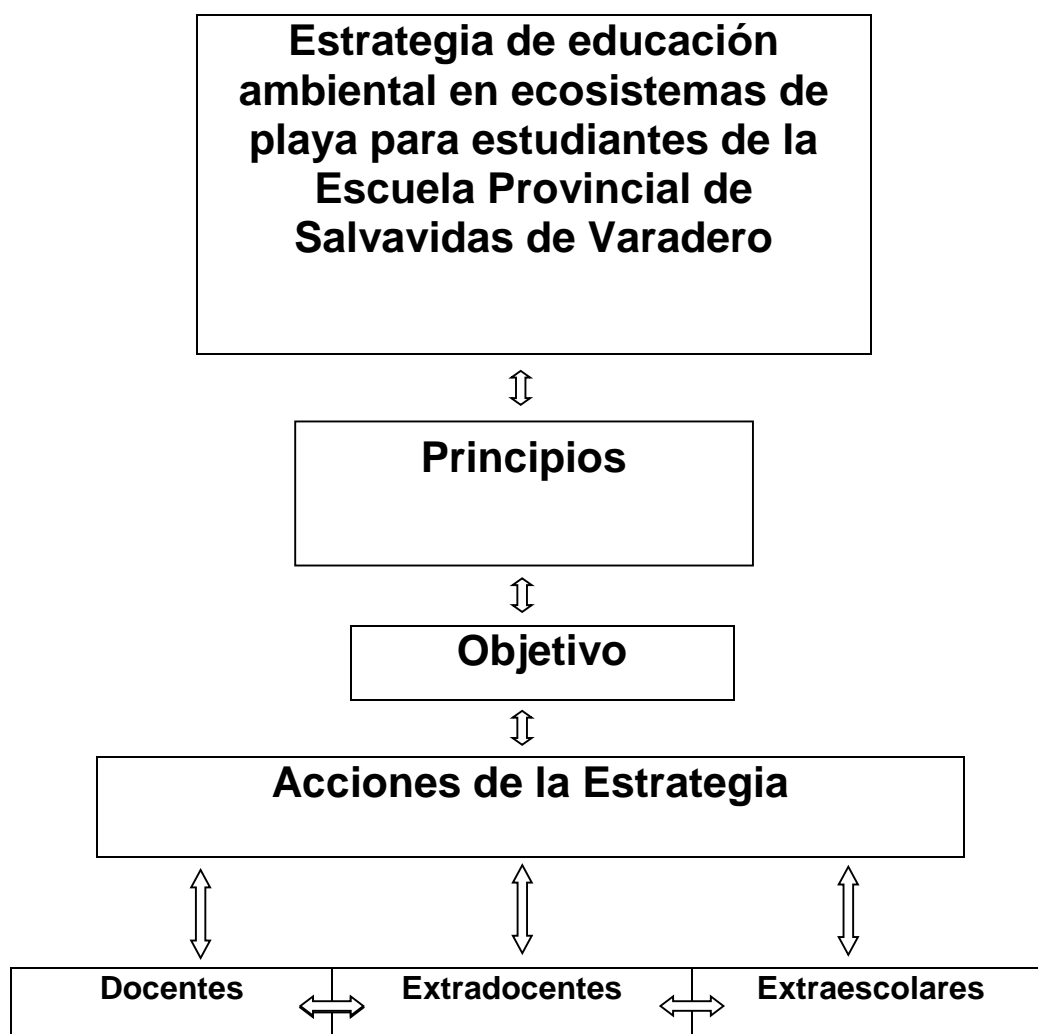 Estrategia de educación
ambiental en ecosistemas de
playa para estudiantes de la
Escuela Provincial de
Salvavidas de Varadero
Principios
Objetivo
Acciones de la Estrategia
Docentes
Extradocentes
Extraescolares